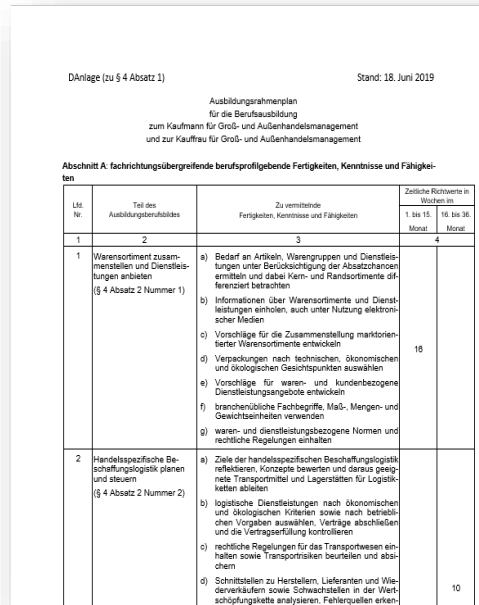 DAnlage (zu § 4 Absatz 1)
Stand: 18. Juni 2019
Ausbildungsrahmenplan
für die Berufsausbildung
zum Kaufmann für Groß- und Außenhandelsmanagement
und zur Kauffrau für Groß- und Außenhandelsmanagement
Abschnitt A: fachrichtungsübergreifende berufsprofilgebende Fertigkeiten, Kenntnisse und Fähigkei-
ten
Lfd.
Nr.
Teil des
Ausbildungsberufsbildes
Zu vermittelnde
Fertigkeiten, Kenntnisse und Fähigkeiten
Zeitliche Richtwerte in
Wochen im
1. bis 15.
Monat
16. bis 36.
Monat
1
2
3
4
1
Warensortiment zusam-
menstellen und Dienstleis-
tungen anbieten
(§ 4 Absatz 2 Nummer 1)
a) Bedarf an Artikeln, Warengruppen und Dienstleis-
tungen unter Berücksichtigung der Absatzchancen
ermitteln und dabei Kern- und Randsortimente dif-
ferenziert betrachten
b) Informationen über Warensortimente und Dienst-
leistungen einholen, auch unter Nutzung elektroni-
scher Medien
c) Vorschläge für die Zusammenstellung marktorien-
tierter Warensortimente entwickeln
d) Verpackungen nach technischen, ökonomischen
und ökologischen Gesichtspunkten auswählen
e) Vorschläge für waren- und kundenbezogene
Dienstleistungsangebote entwickeln
f) branchenübliche Fachbegriffe, Maß-, Mengen- und
Gewichtseinheiten verwenden
g) waren- und dienstleistungsbezogene Normen und
rechtliche Regelungen einhalten
16
2
Handelsspezifische Be-
schaffungslogistik planen
und steuern
(§ 4 Absatz 2 Nummer 2)
a) Ziele der handelsspezifischen Beschaffungslogistik
reflektieren, Konzepte bewerten und daraus geeig-
nete Transportmittel und Lagerstätten für Logistik-
ketten ableiten
b) logistische Dienstleistungen nach ökonomischen
und ökologischen Kriterien sowie nach betriebli-
chen Vorgaben auswählen, Verträge abschließen
und die Vertragserfüllung kontrollieren
c) rechtliche Regelungen für das Transportwesen ein-
halten sowie Transportrisiken beurteilen und absi-
chern
d) Schnittstellen zu Herstellern, Lieferanten und Wie-
derverkäufern sowie Schwachstellen in der Wert-
schöpfungskette analysieren, Fehlerquellen erken-
10